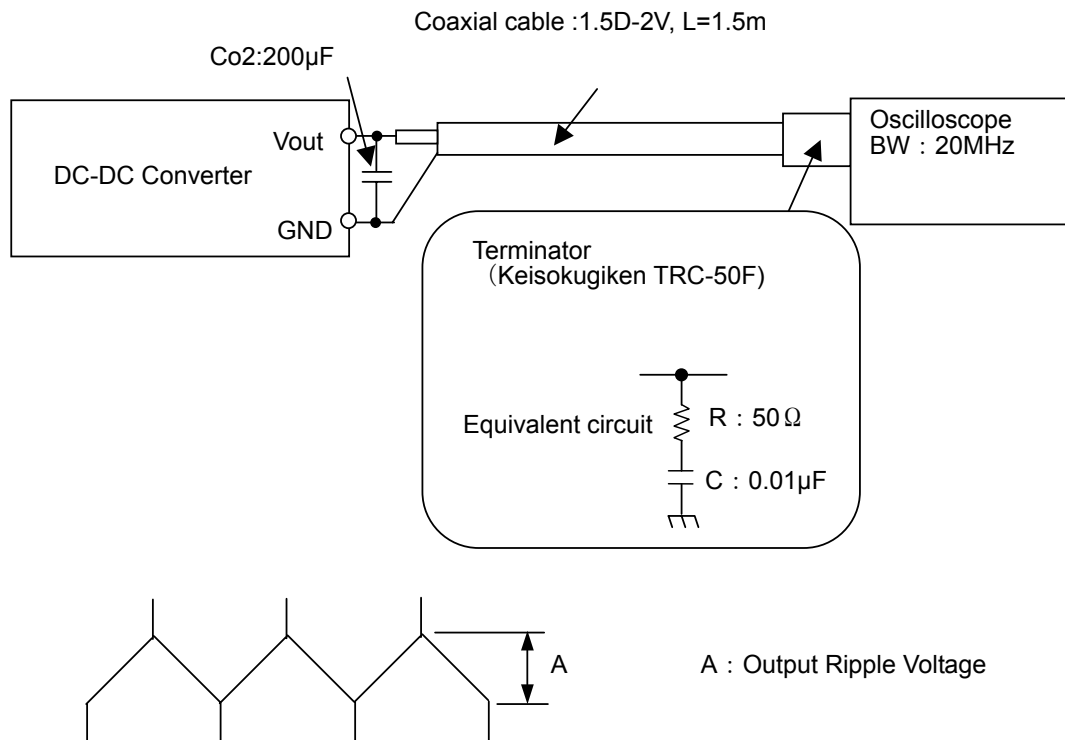 Coaxial cable :1.5D-2V, L=1.5m
Co2:200µF
Vout
DC-DC Converter
GND
Oscilloscope
BW：20MHz
Terminator
（Keisokugiken TRC-50F)
Equivalent circuit
R：50Ω
C：0.01µF
A
A：Output Ripple Voltage